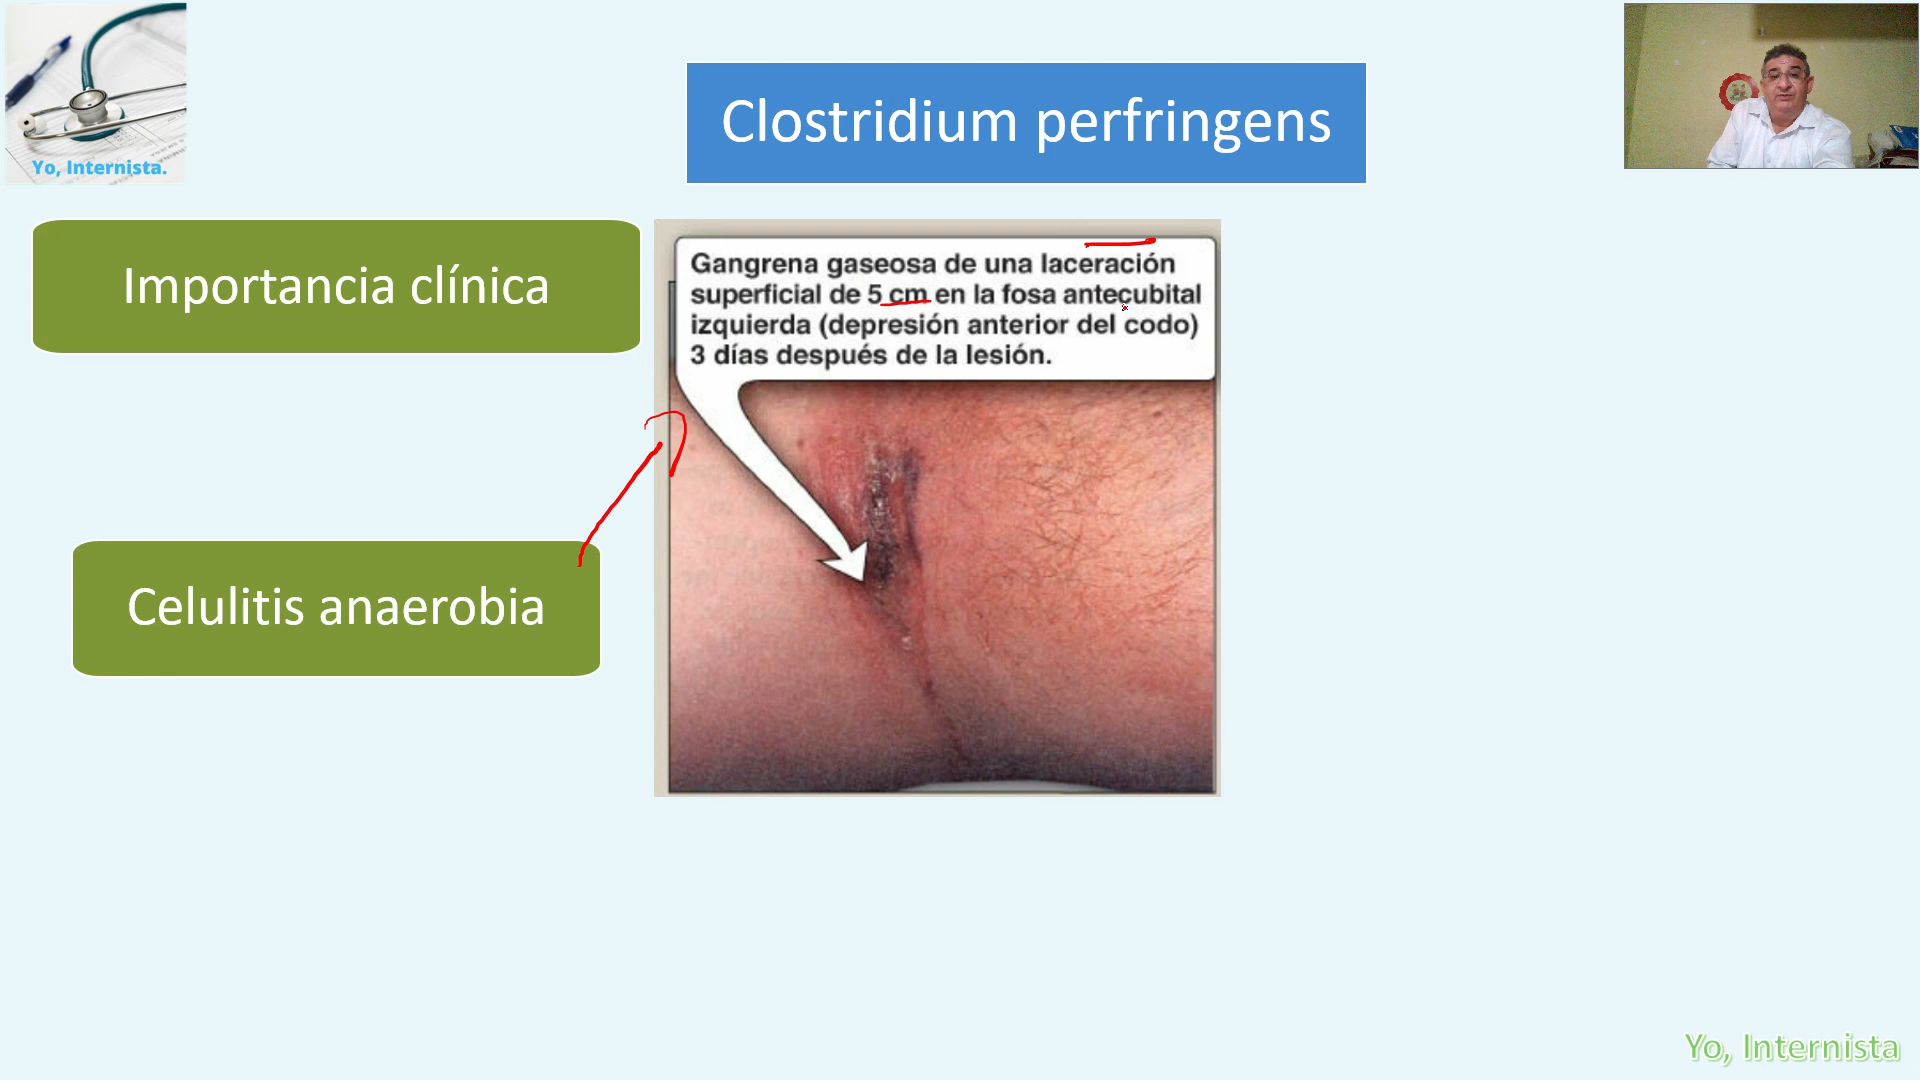 Yo, Internista.
Clostridium perfringens
Importancia clínica
Gangrena gaseosa de una laceración
superficial de 5 cm en la fosa antecubital
izquierda (depresión anterior del codo)
3 días después de la lesión.
Celulitis anaerobia
Yo, Internista